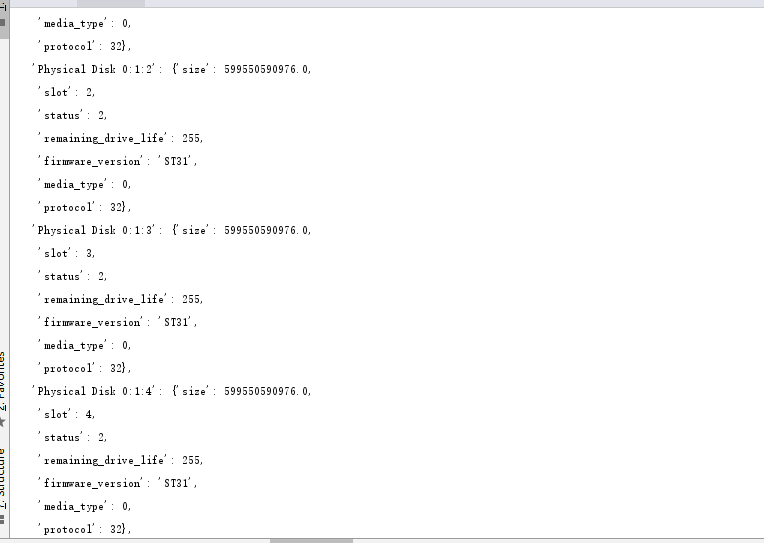 'media_type': 0,
'protocol': 32},
'Physical Disk 0:1:2': {'size': 599550590976.0,
'slot': 2,
'status': 2,
'remaining_drive_life': 255,
'firmware_version': 'ST31',
'media_type': 0,
'protocol': 32},
'Physical Disk 0:1:3': {'size': 599550590976.0,
'slot': 3,
'status': 2,
'remaining_drive_life': 255,
'firmware_version': 'ST31',
'media_type': 0,
'protocol': 32},
'Physical Disk 0:1:4': {'size': 599550590976.0,
'slot': 4,
'status': 2,
'remaining_drive_life': 255,
'firmware_version': 'ST31',
'media_type': 0,
'protocol': 32},
2: Favorites
Structure